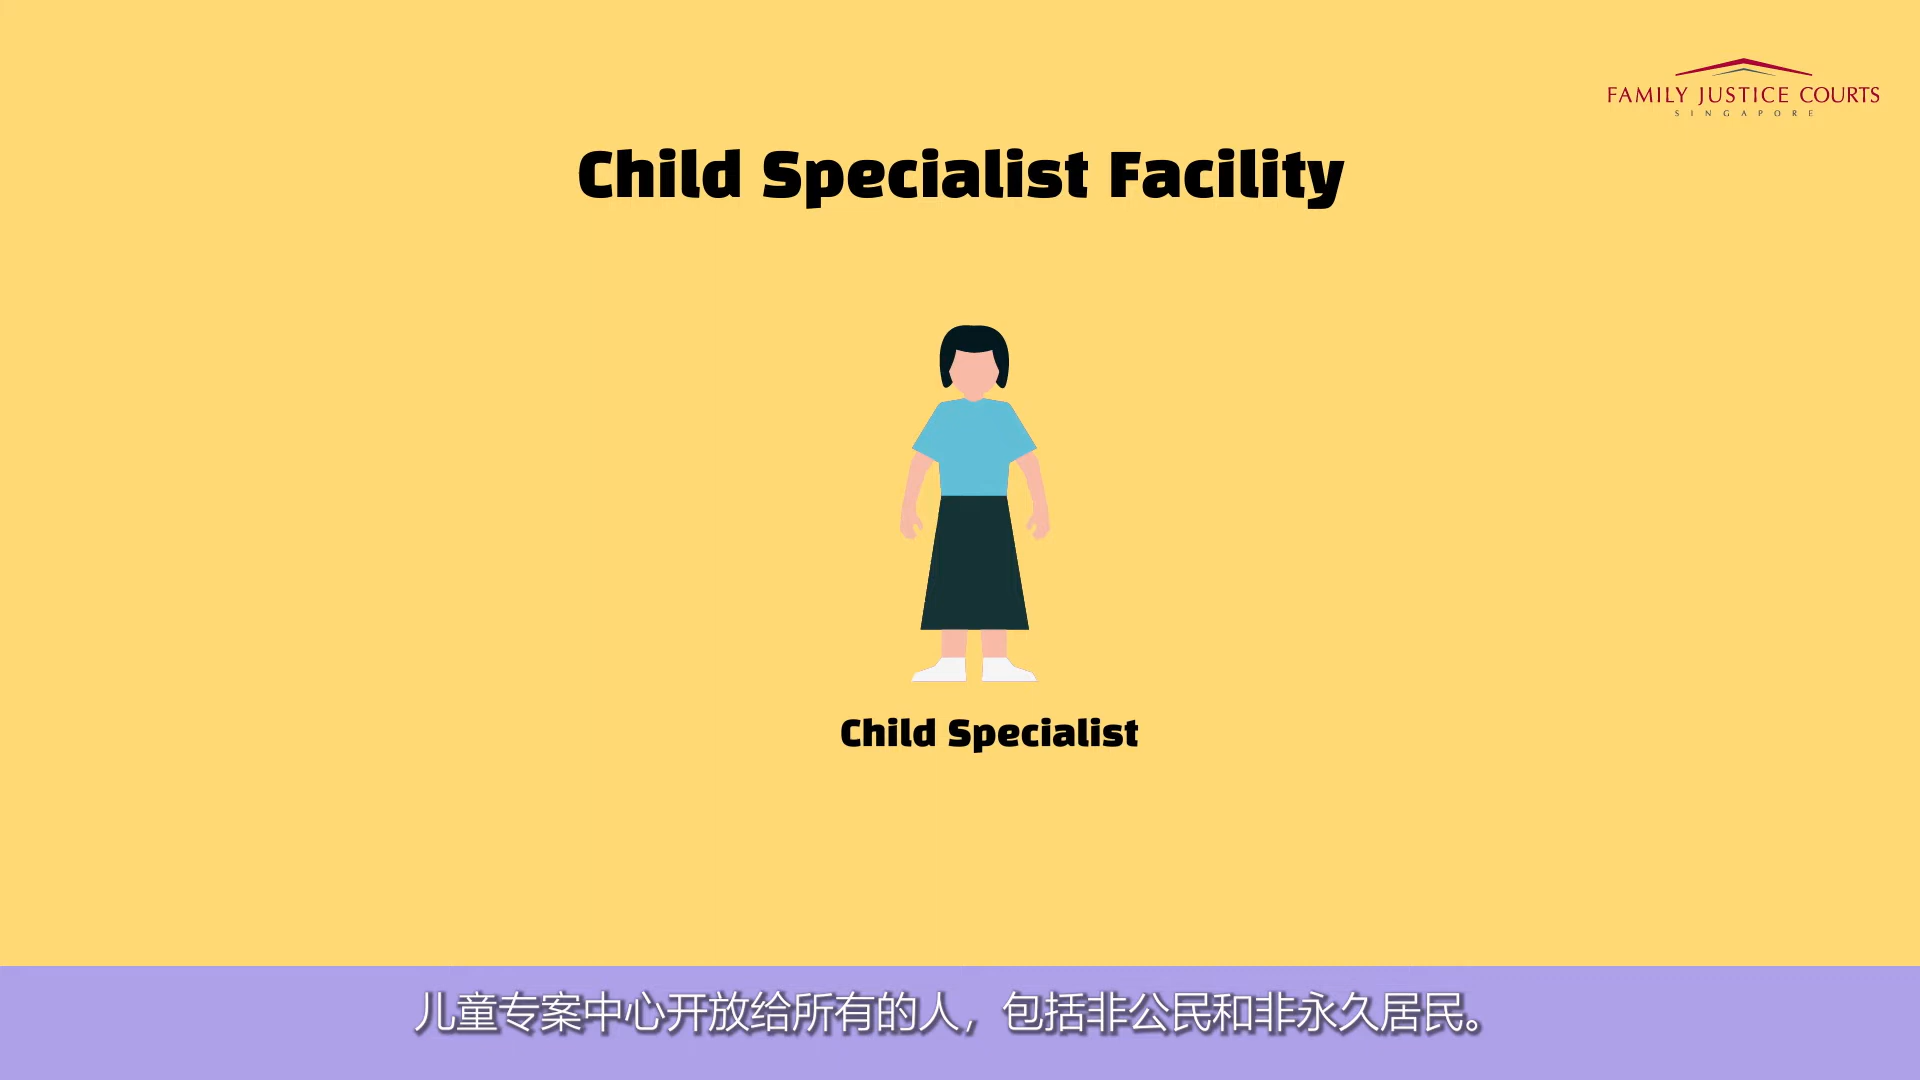 FAMILY JUSTICE COURTS
SINGAPORE
Child Specialist Facility
Child Specialist
儿童专案中心开放给所有的人，包括非公民和非永久居民。